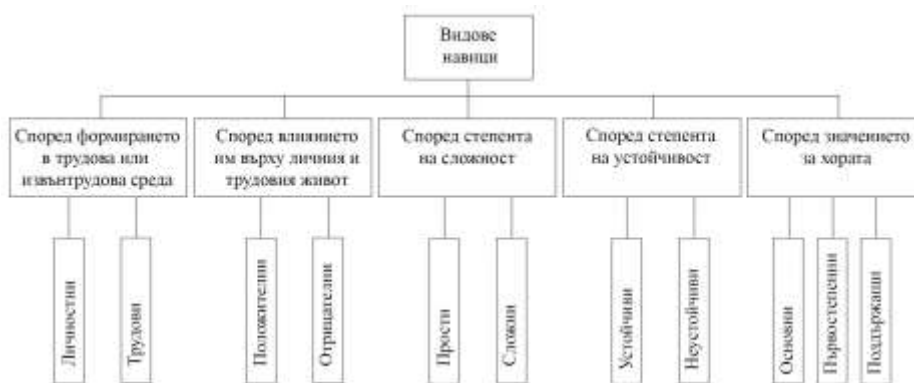 Видове
навици
Според формирането
в трудова или
извънтрудова среда
Според влиянието
им върху личния и
трудовия живот
Според степента
на сложност
Според степента
на устойчивост
Според значението
за хората
Личностни
Трудови
Положителни
Отрицателни
Прости
Сложни
Устойчиви
Неустойчиви
Основни
Първостепенни
Поддържащи